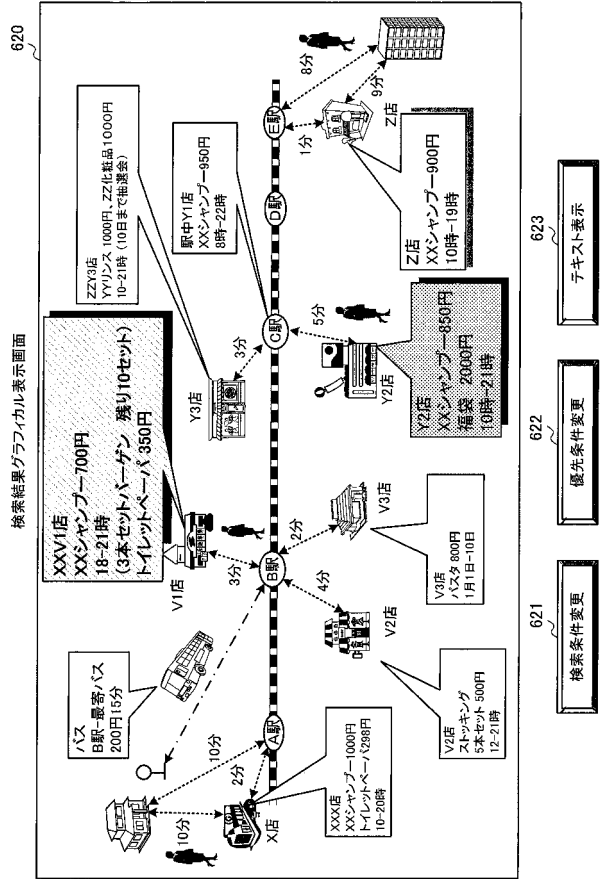 検索結果グラフィカル表示画面
620
XXV1店
XXシャンプー700円
18-21時
(3本セットバーゲン 残り10セット)
トイレットペーパ 350円
ZZY3店
YYリンス 1000円、ZZ化粧品1000円
10-21時 (10日まで抽選会)
駅中Y1店
XXシャンプー950円
8時-22時
バス
B駅-最寄バス
200円15分
V1店
Y3店
3分
3分
10分
10分
2分
X店
8分
1分
9分
Z店
A駅
B駅
C駅
D駅
E駅
4分
2分
5分
V2店
V3店
Y2店
XXX店
XXシャンプー1000円
トイレットペーパ298円
10-20時
V2店
ストッキング
5本セット 500円
12-21時
V3店
パスタ 800円
1月1日-10日
Y2店
XXシャンプー850円
福袋 2000円
10時-21時
Z店
XXシャンプー900円
10時-19時
621
検索条件変更
622
優先条件変更
623
テキスト表示